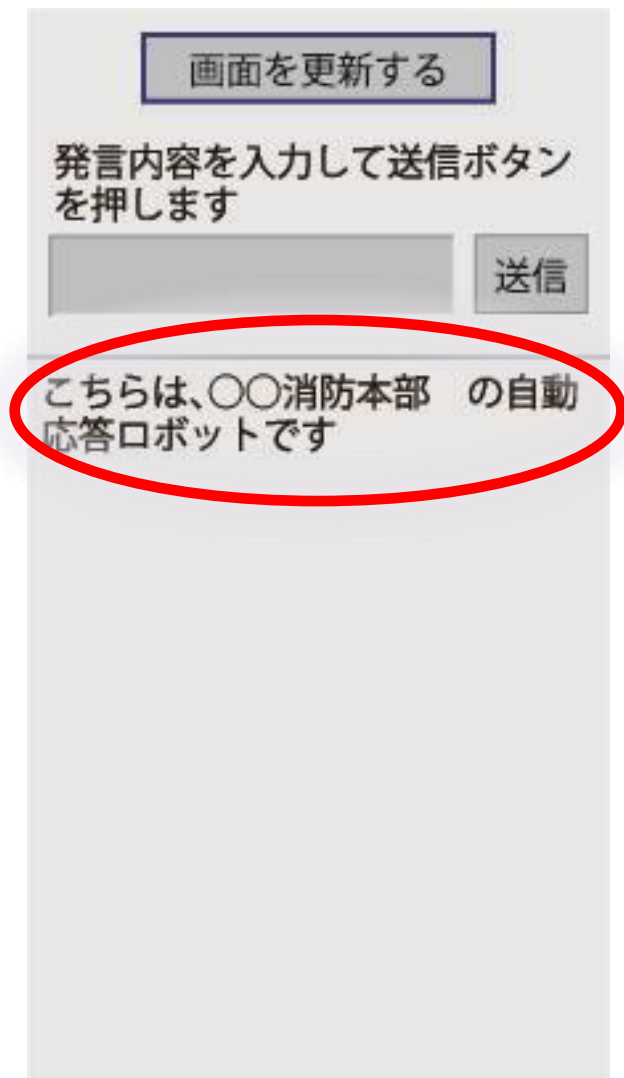 画面を更新する
発言内容を入力して送信ボタン
を押します
送信
こちらは、〇〇消防本部　の自動
応答ロボットです